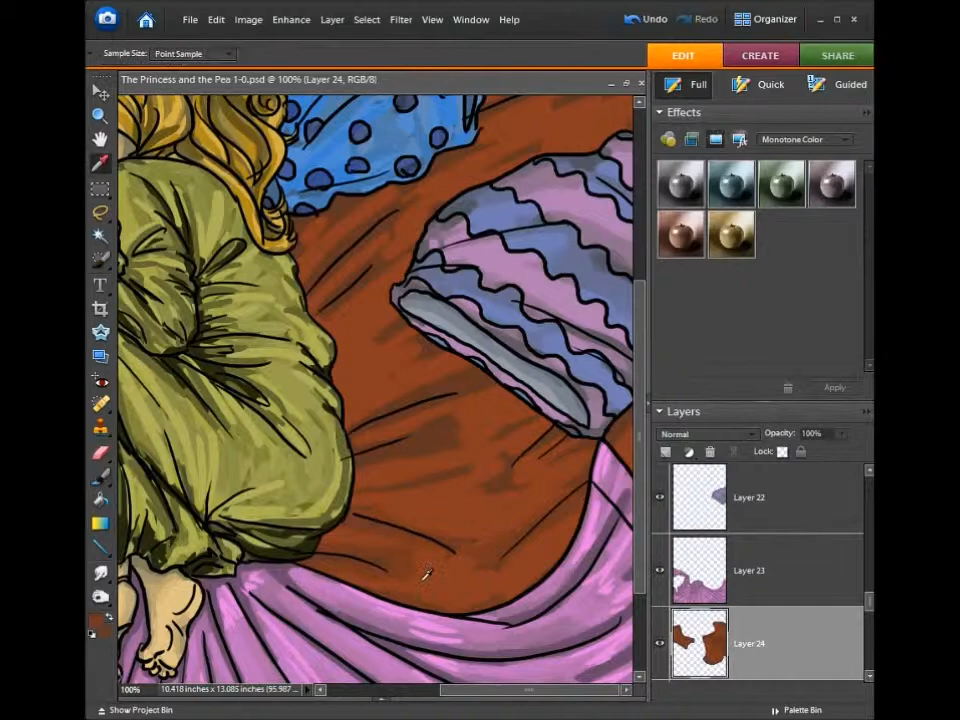 File Edit Image Enhance Layer Select Filter View Window Help
Undo Redo Organizer
Sample Size: Point Sample
EDIT CREATE SHARE
The Princess and the Pea 1-0.psd @ 100% (Layer 24, RGB/8)
Full Quick Guided
Effects
Monotone Color
Apply
Layers
Normal Opacity: 100%
Lock:
Layer 22
Layer 23
Layer 24
100% 10.418 inches x 13.085 inches (95.987 ...
Show Project Bin Palette Bin